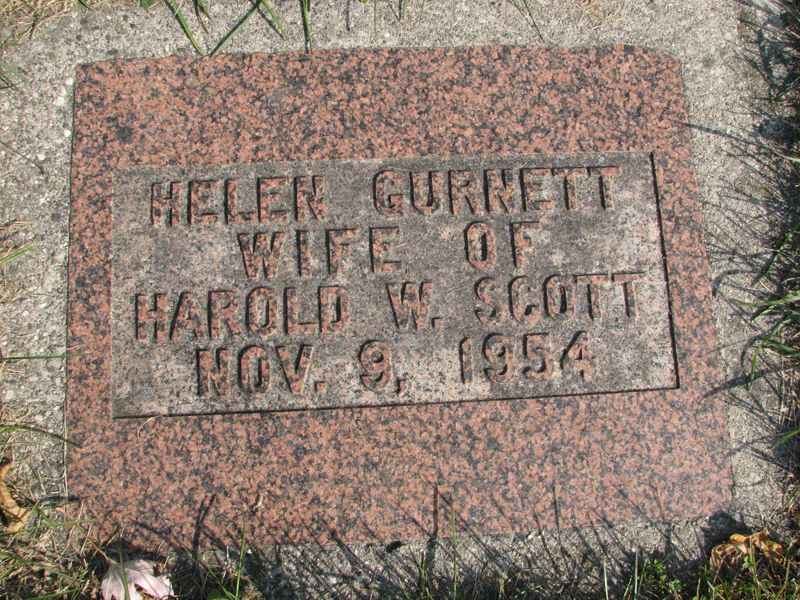 HELEN GURNETT
WIFE OF
HAROLD W. SCOTT
NOV. 9, 1954